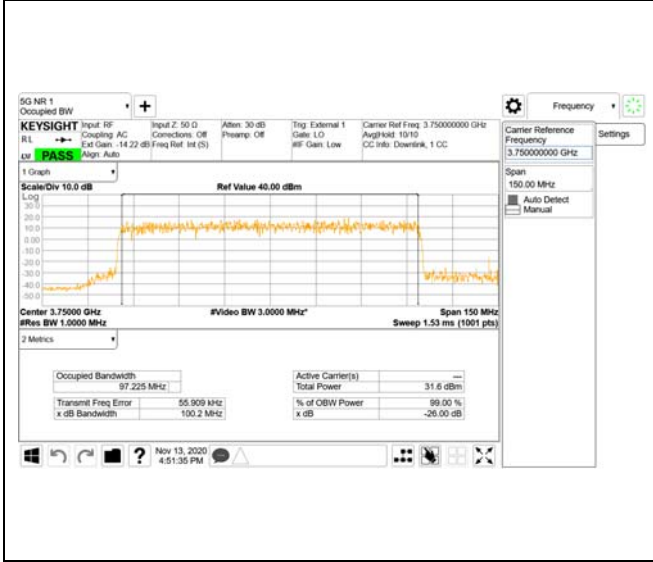 5G NR 1
Occupied BW
Frequency
KEYSIGHT
Input: RF
Input Z: 50 Ω
Atten: 30 dB
Trig: External 1
Carrier Ref Freq: 3.750000000 GHz
RL
Coupling: AC
Corrections: Off
Preamp: Off
Gate: LO
Avg|Hold: 10/10
Ext Gain: -14.22 dB
Freq Ref: Int (S)
#IF Gain: Low
CC Info: Downlink, 1 CC
PASS
Align: Auto
Carrier Reference
Frequency
3.750000000 GHz
Settings
Span
150.00 MHz
Auto Detect
Manual
1 Graph
Scale/Div 10.0 dB
Ref Value 40.00 dBm
Log
30.0
20.0
10.0
0.00
-10.0
-20.0
-30.0
-40.0
-50.0
Center 3.75000 GHz
#Video BW 3.0000 MHz*
Span 150 MHz
#Res BW 1.0000 MHz
Sweep 1.53 ms (1001 pts)
2 Metrics
Occupied Bandwidth
97.225 MHz
Active Carrier(s)
---
Total Power
31.6 dBm
Transmit Freq Error
55.909 kHz
% of OBW Power
99.00 %
x dB Bandwidth
100.2 MHz
x dB
-26.00 dB
?
Nov 13, 2020
4:51:35 PM